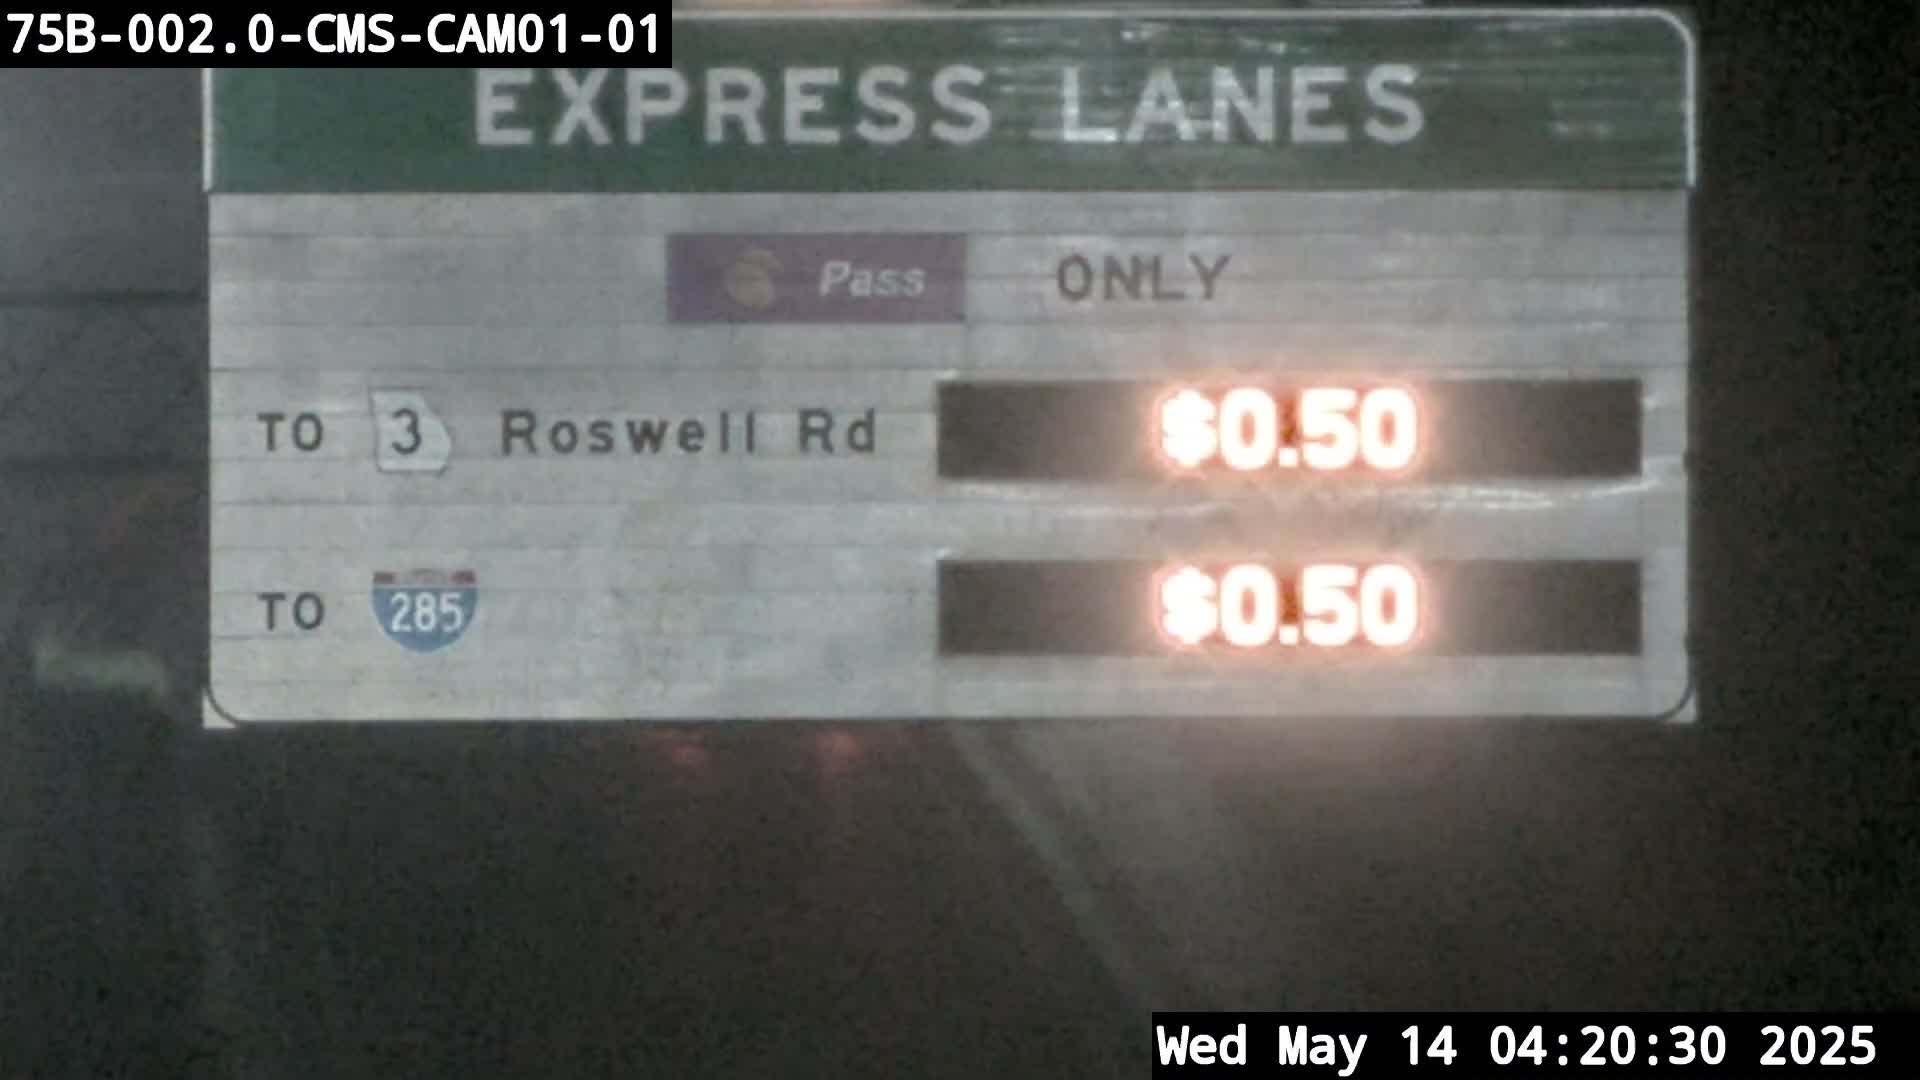 75B-002.0-CMS-CAM01-01
EXPRESS LANES
Pass ONLY
TO 3 Roswell Rd $0.50
TO 285 $0.50
Wed May 14 04:20:30 2025